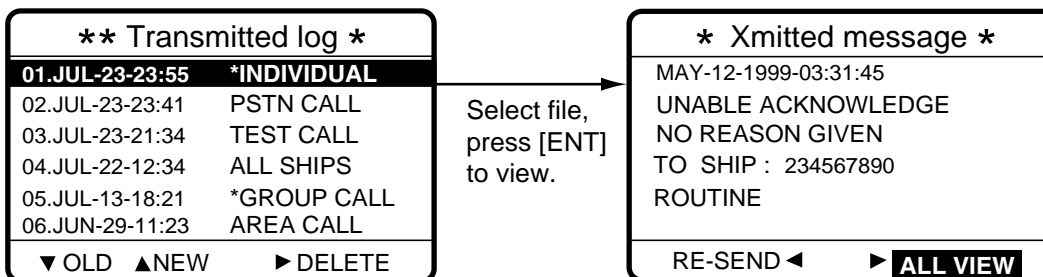 ** Transmitted log *
01.JUL-23-23:55 *INDIVIDUAL
02.JUL-23-23:41 PSTN CALL
03.JUL-23-21:34 TEST CALL
04.JUL-22-12:34 ALL SHIPS
05.JUL-13-18:21 *GROUP CALL
06.JUN-29-11:23 AREA CALL
▼ OLD ▲NEW ►DELETE
Select file,
press [ENT]
to view.
* Xmitted message *
MAY-12-1999-03:31:45
UNABLE ACKNOWLEDGE
NO REASON GIVEN
TO SHIP : 234567890
ROUTINE
RE-SEND◄ ► ALL VIEW